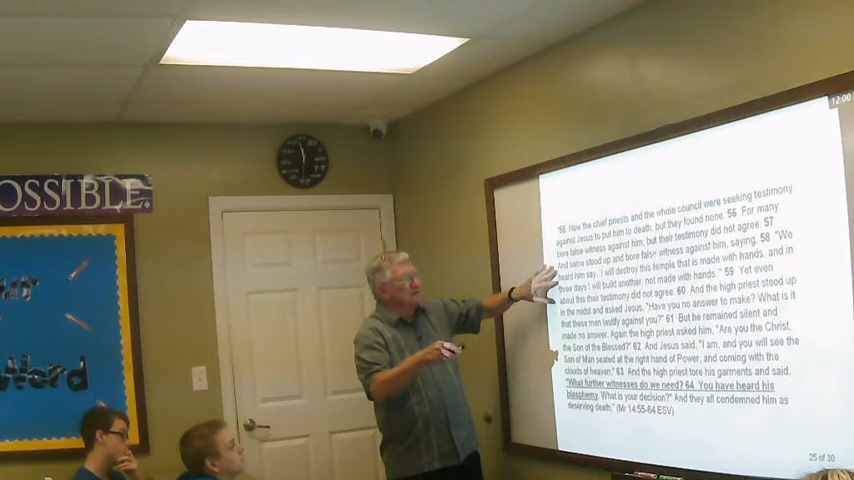 OSSIBLE.
ur
Word
12:00
"55 Now the chief priests and the whole council were seeking testimony
against Jesus to put him to death, but they found none. 56 For many
bore false witness against him, but their testimony did not agree. 57
And some stood up and bore false witness against him, saying, 58 "We
heard him say, 'I will destroy this temple that is made with hands, and in
three days I will build another, not made with hands.'" 59 Yet even
about this their testimony did not agree. 60 And the high priest stood up
in the midst and asked Jesus, "Have you no answer to make? What is it
that these men testify against you?" 61 But he remained silent and
made no answer. Again the high priest asked him, "Are you the Christ,
the Son of the Blessed?" 62 And Jesus said, "I am, and you will see the
Son of Man seated at the right hand of Power, and coming with the
clouds of heaven." 63 And the high priest tore his garments and said,
"What further witnesses do we need? 64 You have heard his
blasphemy. What is your decision?" And they all condemned him as
deserving death." (Mr 14:55-64 ESV)
25 of 30